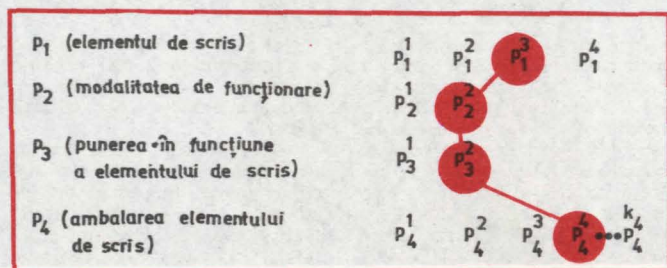 p₁ (elementul de scris) p₁¹ p₁² p₁³ p₁⁴
p₂ (modalitatea de funcționare) p₂¹ p₂²
p₃ (punerea în funcțiune p₃¹ p₃²
a elementului de scris)
p₄ (ambalarea elementului p₄¹ p₄² p₄³ p₄⁴ ••• p₄ᵏ⁴
de scris)